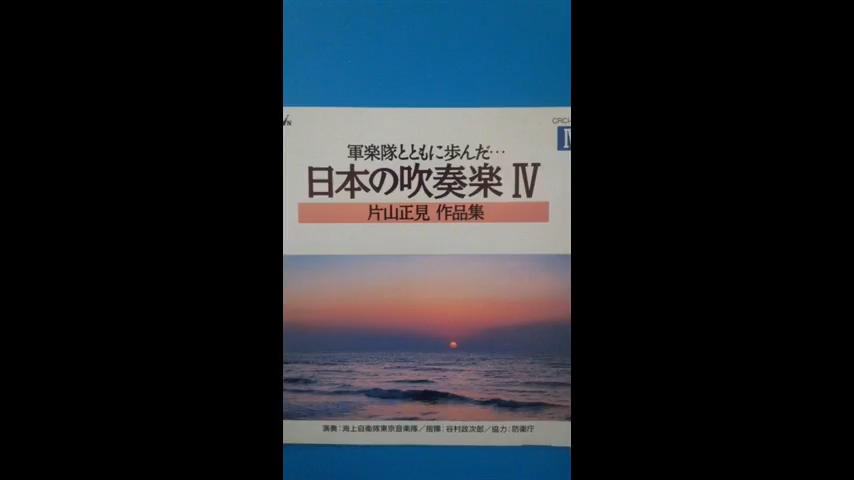 CRC
軍楽隊とともに歩んだ…
日本の吹奏楽 Ⅳ
片山正見 作品集
演奏：海上自衛隊東京音楽隊／指揮：谷村政次郎／協力：防衛庁